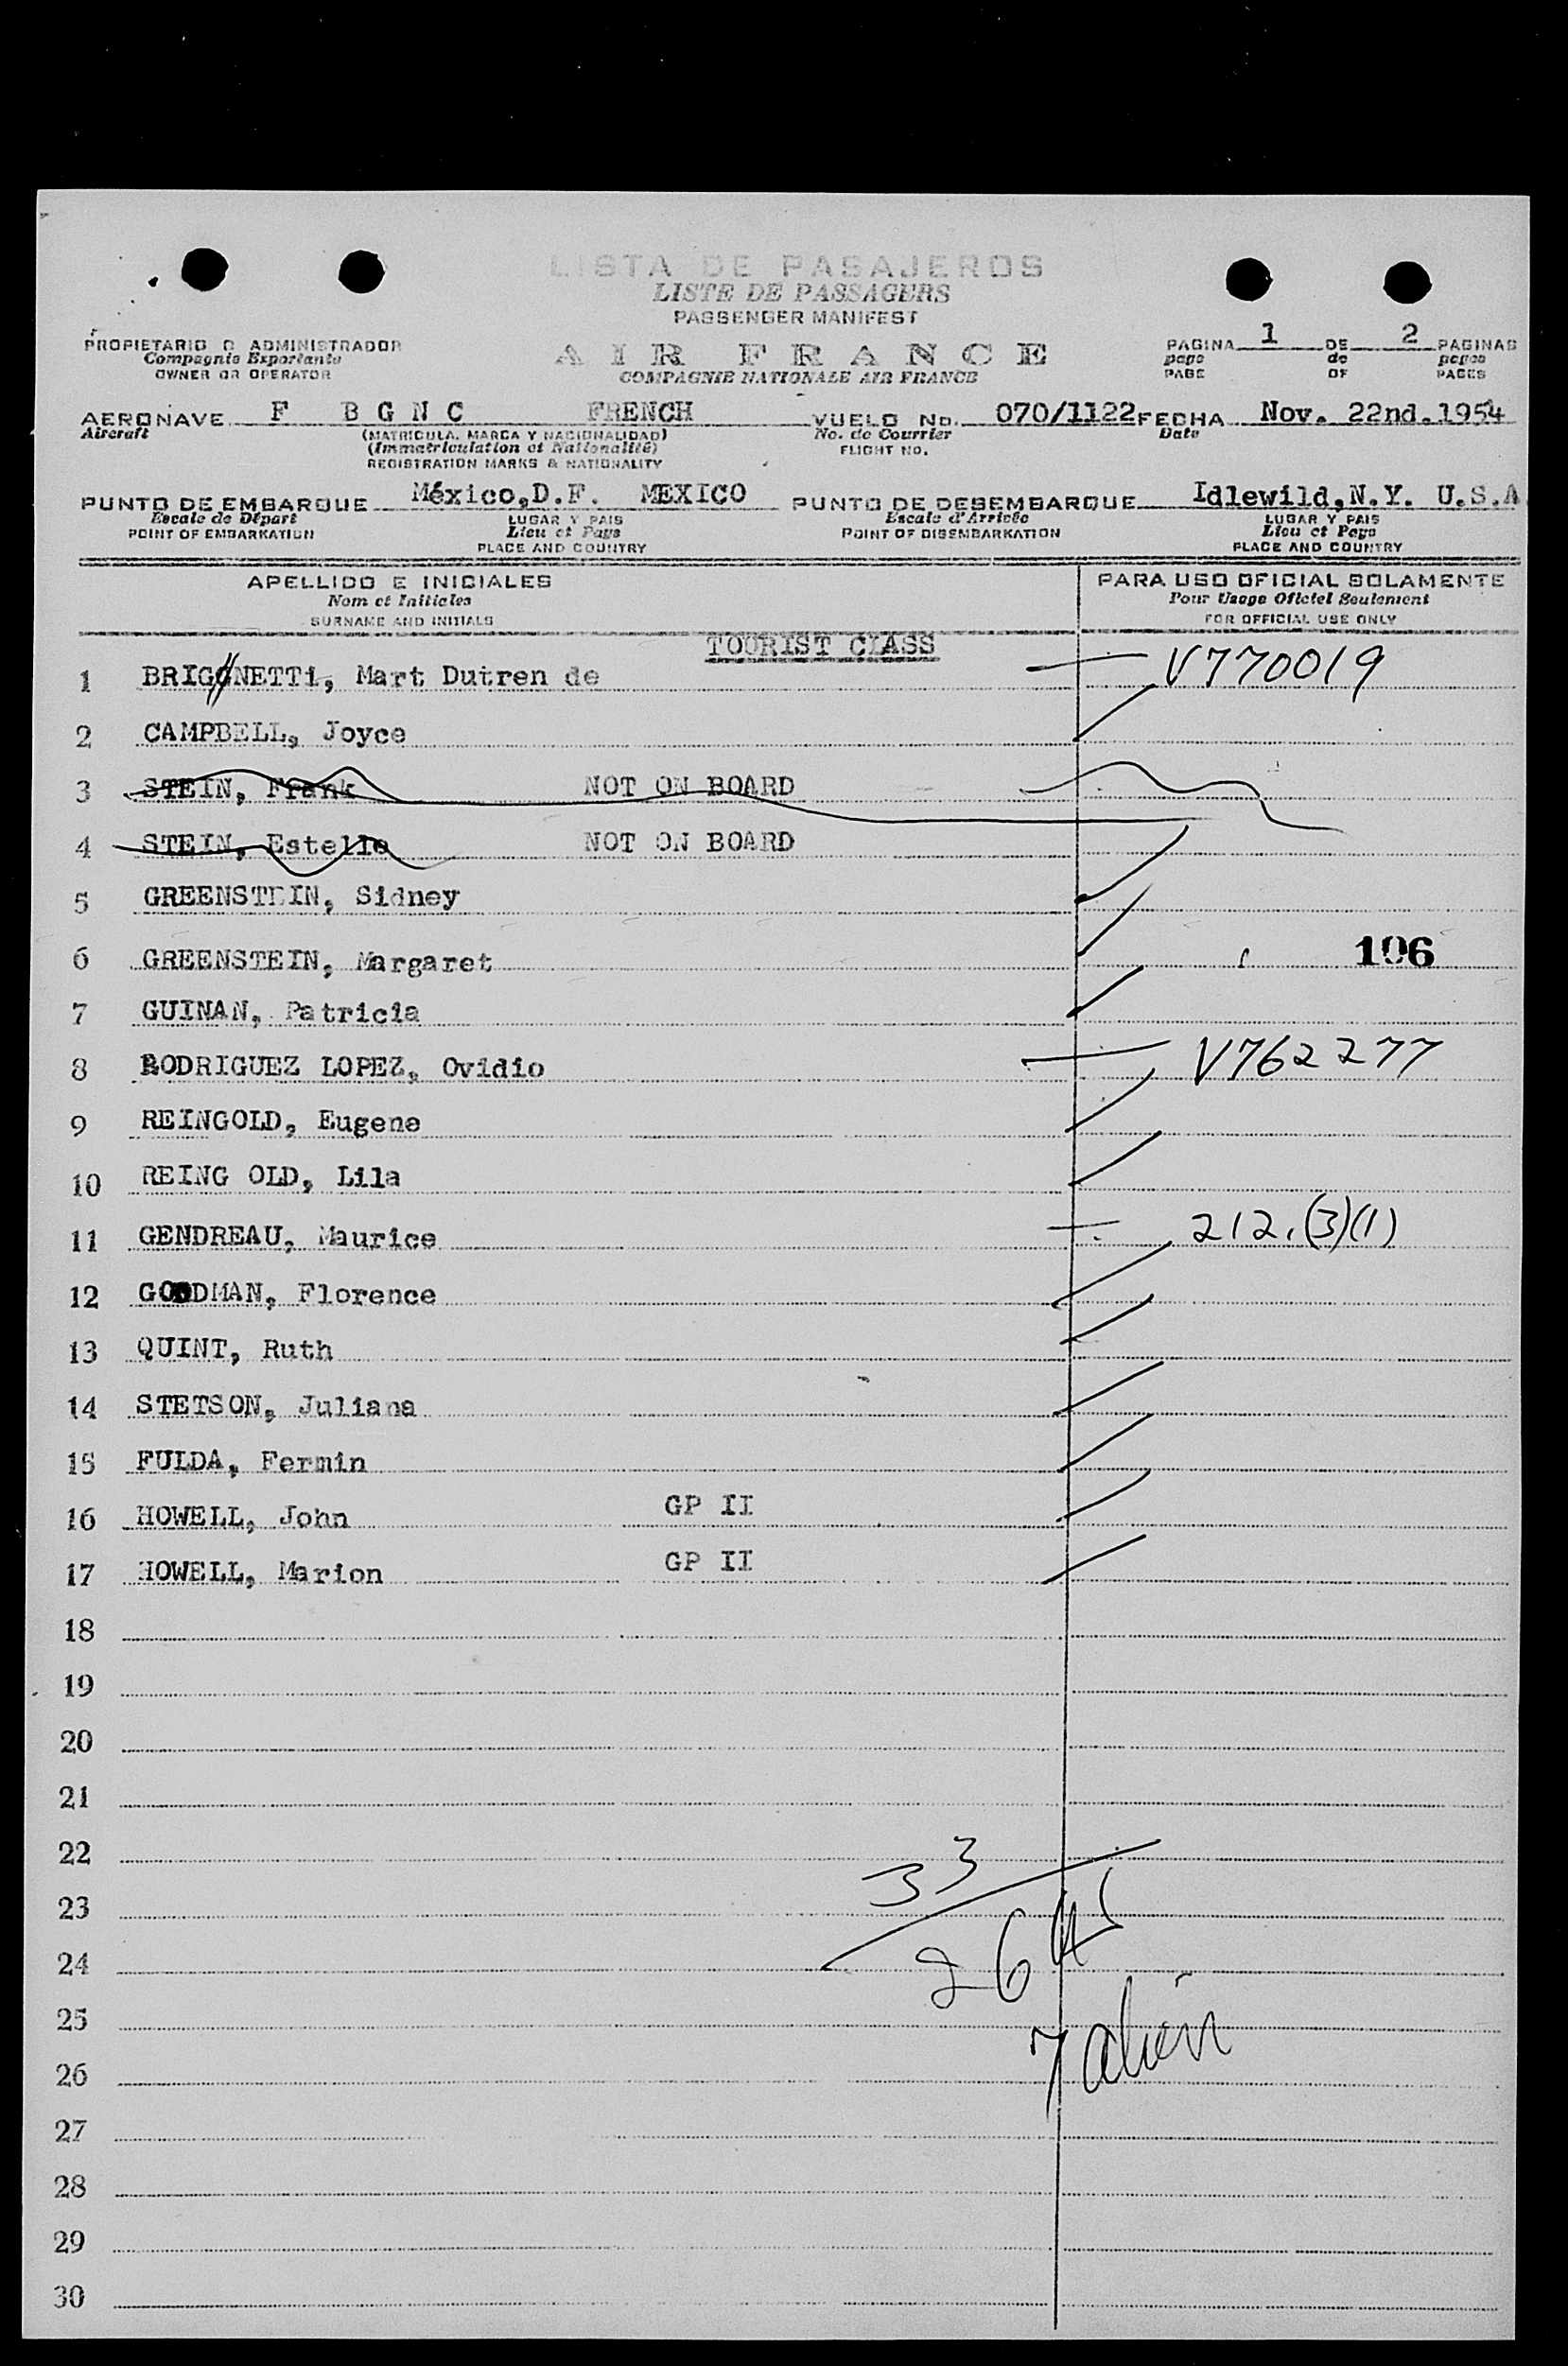 LISTA DE PASAJEROS
LISTE DE PASSAGERS
PASSENGER MANIFEST
PROPIETARIO O ADMINISTRADOR
Compagnie Exportante
OWNER OR OPERATOR
AIR FRANCE
COMPAGNIE NATIONALE AIR FRANCE
PAGINA 1 DE 2 PAGINAS
page de pages
PAGE OF PAGES
AERONAVE F B G N C FRENCH VUELO No. 070/1122 FECHA Nov. 22nd.1954
Aircraft (MATRICULA, MARCA Y NACIONALIDAD) No. de Courrier Date
(Immatriculation et Nationalité) FLIGHT NO.
REGISTRATION MARKS & NATIONALITY
PUNTO DE EMBARQUE México,D.F. MEXICO PUNTO DE DESEMBARQUE Idlewild,N.Y. U.S.A
Escale de Départ LUGAR Y PAIS Escale d'Arrivée LUGAR Y PAIS
POINT OF EMBARKATION Lieu et Pays POINT OF DISEMBARKATION Lieu et Pays
PLACE AND COUNTRY PLACE AND COUNTRY
APELLIDO E INICIALES PARA USO OFICIAL SOLAMENTE
Nom et Initiales Pour Usage Oficiel Seulement
SURNAME AND INITIALS FOR OFFICIAL USE ONLY
TOURIST CLASS
1 BRIGONETTi, Mart Dutren de V770019
2 CAMPBELL, Joyce
3 STEIN, Frank NOT ON BOARD
4 STEIN, Estelle NOT ON BOARD
5 GREENSTEIN, Sidney
6 GREENSTEIN, Margaret 106
7 GUINAN, Patricia
8 RODRIGUEZ LOPEZ, Ovidio V762277
9 REINGOLD, Eugene
10 REING OLD, Lila
11 GENDREAU, Maurice 212.(3)(1)
12 GOODMAN, Florence
13 QUINT, Ruth
14 STETSON, Juliana
15 FULDA, Fermin
16 HOWELL, John GP II
17 HOWELL, Marion GP II
18
19
20
21
22
33
23
26 US
24
25
7 alien
26
27
28
29
30